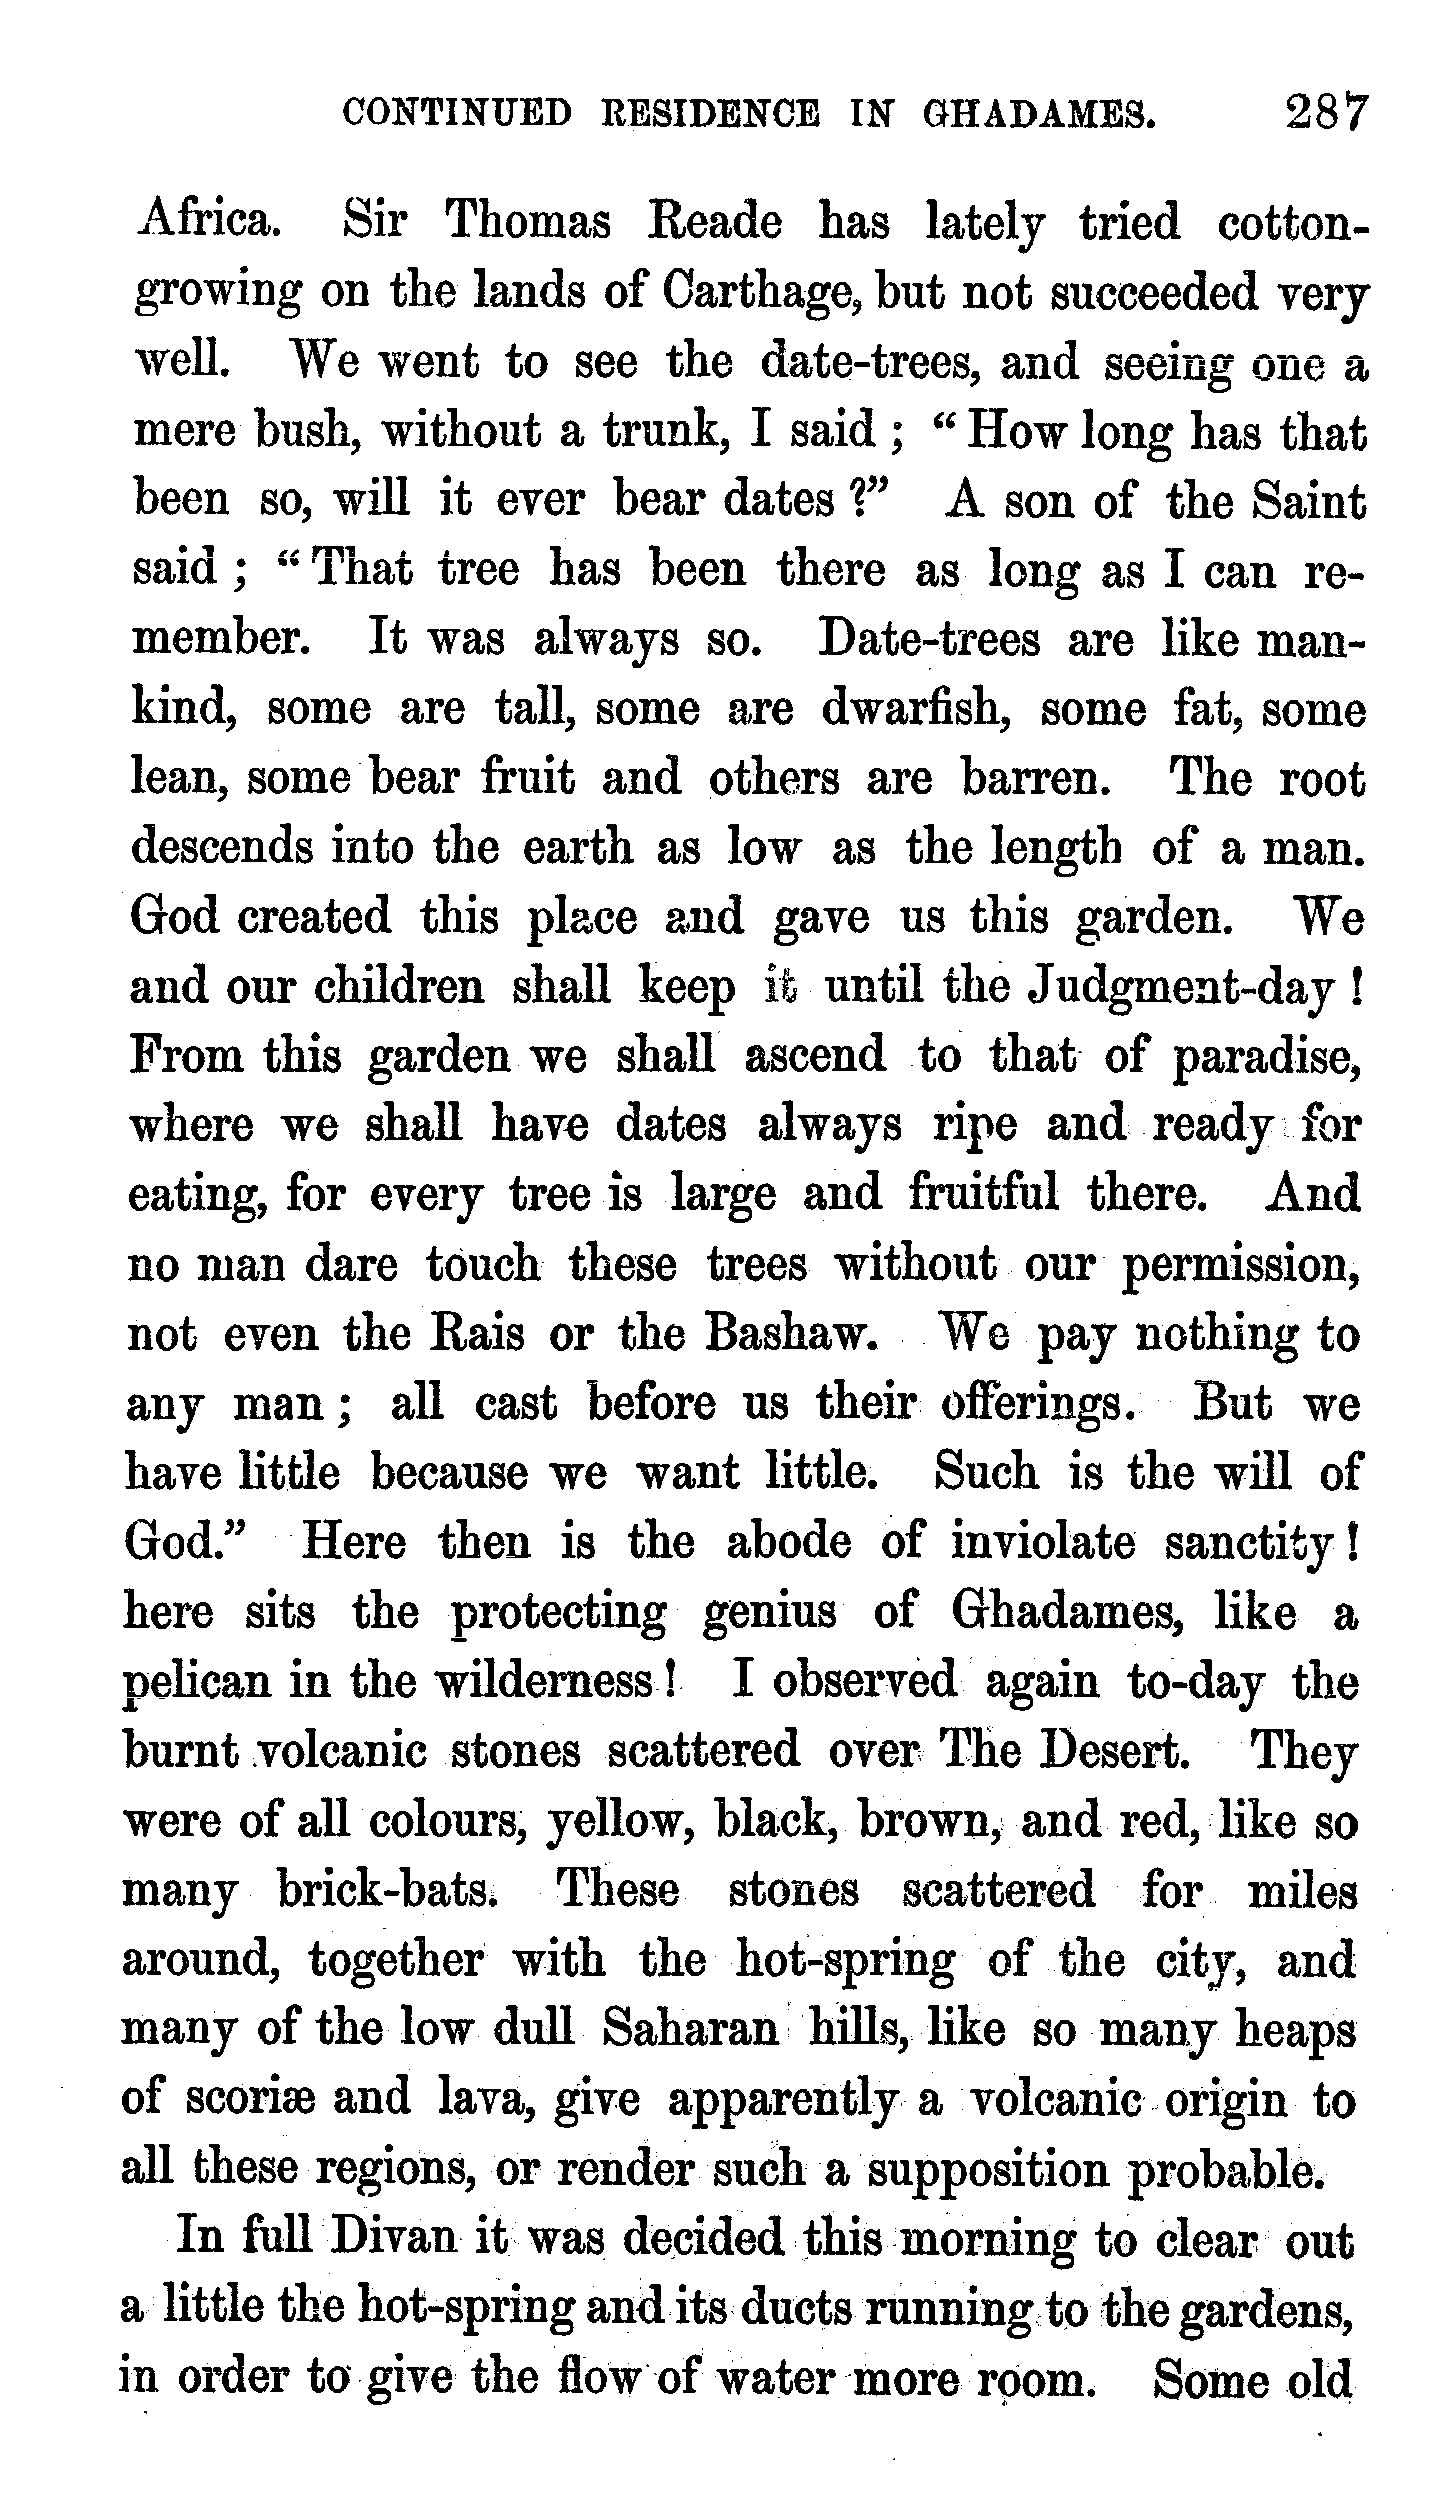 CONTINUED RESIDENCE IN GHADAMES. 287
Africa. Sir Thomas Reade has lately tried cotton-
growing on the lands of Carthage, but not succeeded very
well. We went to see the date-trees, and seeing one a
mere bush, without a trunk, I said ; “ How long has that
been so, will it ever bear dates ?” A son of the Saint
said ; “ That tree has been there as long as I can re-
member. It was always so. Date-trees are like man-
kind, some are tall, some are dwarfish, some fat, some
lean, some bear fruit and others are barren. The root
descends into the earth as low as the length of a man.
God created this place and gave us this garden. We
and our children shall keep it until the Judgment-day !
From this garden we shall ascend to that of paradise,
where we shall have dates always ripe and ready for
eating, for every tree is large and fruitful there. And
no man dare touch these trees without our permission,
not even the Rais or the Bashaw. We pay nothing to
any man ; all cast before us their offerings. But we
have little because we want little. Such is the will of
God.” Here then is the abode of inviolate sanctity !
here sits the protecting genius of Ghadames, like a
pelican in the wilderness ! I observed again to-day the
burnt volcanic stones scattered over The Desert. They
were of all colours, yellow, black, brown, and red, like so
many brick-bats. These stones scattered for miles
around, together with the hot-spring of the city, and
many of the low dull Saharan hills, like so many heaps
of scoriæ and lava, give apparently a volcanic origin to
all these regions, or render such a supposition probable.
In full Divan it was decided this morning to clear out
a little the hot-spring and its ducts running to the gardens,
in order to give the flow of water more room. Some old